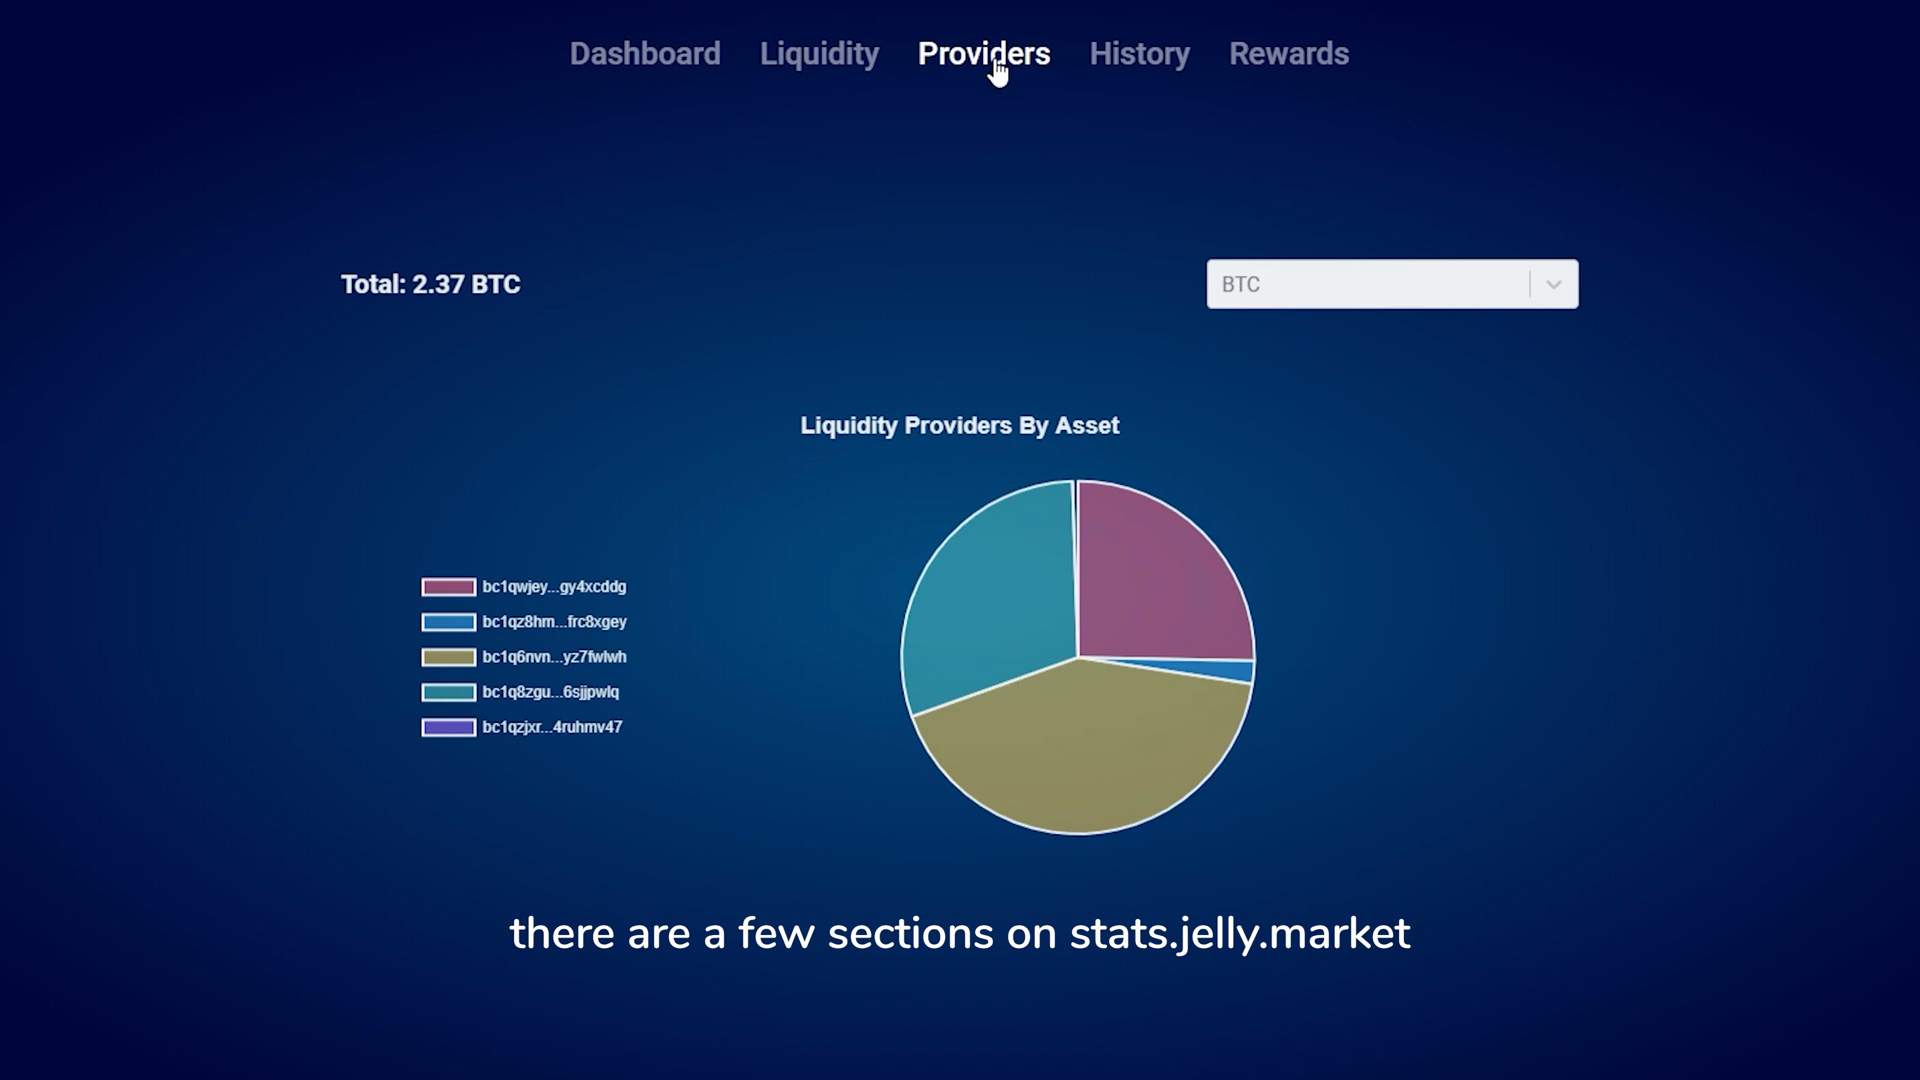 Dashboard Liquidity Providers History Rewards
Total: 2.37 BTC
BTC
Liquidity Providers By Asset
bc1qwjey...gy4xcddg
bc1qz8hm...frc8xgey
bc1q6nvn...yz7fwlwh
bc1q8zgu...6sjjpwlq
bc1qzjxr...4ruhmv47
there are a few sections on stats.jelly.market